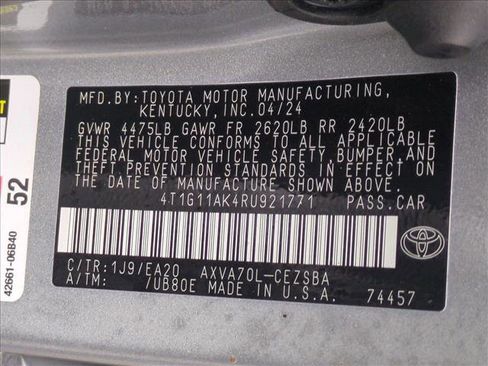 MFD.BY:TOYOTA MOTOR MANUFACTURING,
KENTUCKY, INC.04/24
GVWR 4475LB GAWR FR 2620LB RR 2420LB
THIS VEHICLE CONFORMS TO ALL APPLICABLE
FEDERAL MOTOR VEHICLE SAFETY,BUMPER, AND
THEFT PREVENTION STANDARDS IN EFFECT ON
THE DATE OF MANUFACTURE SHOWN ABOVE.
4T1G11AK4RU921771 PASS.CAR
C/TR:1J9/EA20 AXVA70L-CEZSBA
A/TM: 7UB80E MADE IN U.S.A. 74457
52
42661-06B40